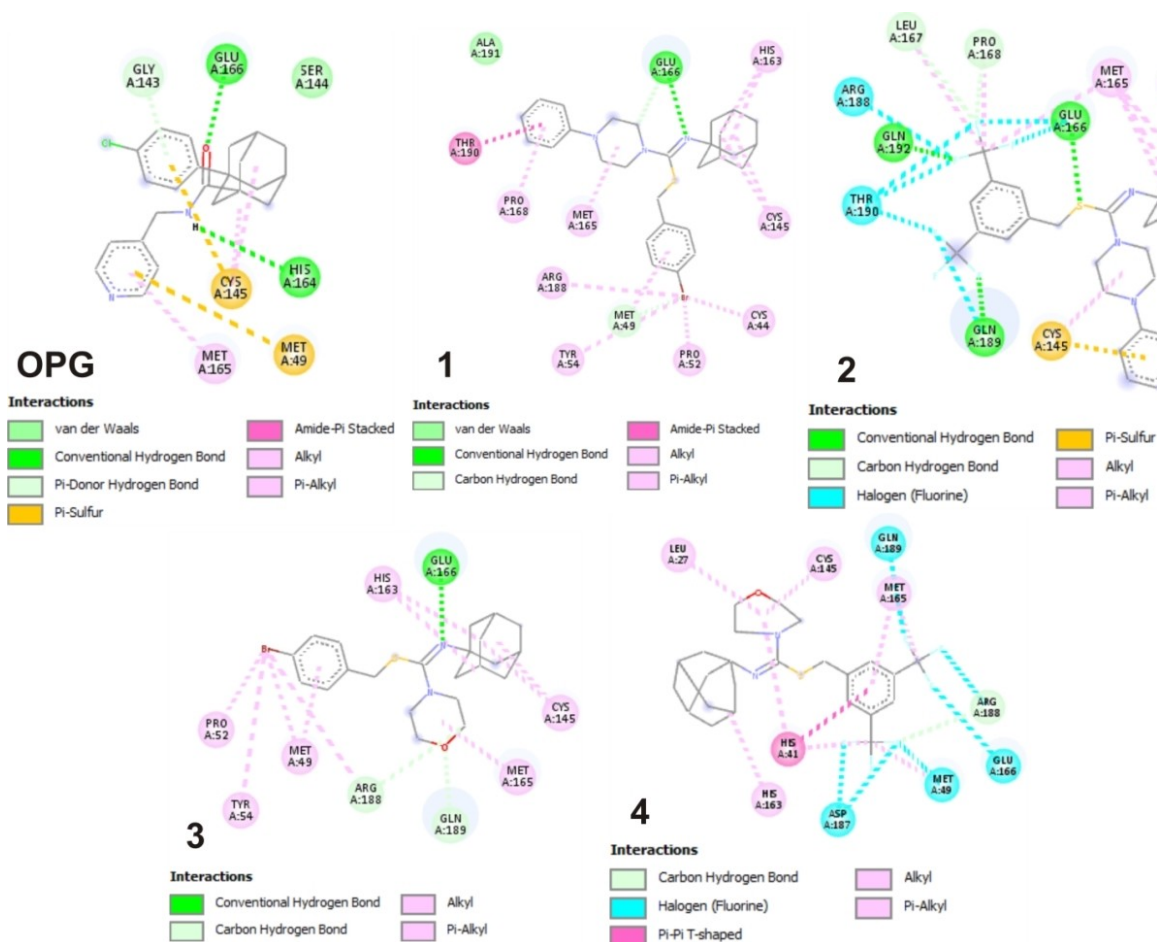 GLY
A:143
GLU
A:166
SER
A:144
Cl
O
N
H
N
HIS
A:164
CYS
A:145
MET
A:49
MET
A:165
OPG
Interactions
van der Waals
Conventional Hydrogen Bond
Pi-Donor Hydrogen Bond
Pi-Sulfur
Amide-Pi Stacked
Alkyl
Pi-Alkyl
ALA
A:191
GLU
A:166
HIS
A:163
THR
A:190
N
N
N
S
PRO
A:168
MET
A:165
CYS
A:145
ARG
A:188
MET
A:49
Br
CYS
A:44
TYR
A:54
PRO
A:52
1
Interactions
van der Waals
Conventional Hydrogen Bond
Carbon Hydrogen Bond
Amide-Pi Stacked
Alkyl
Pi-Alkyl
LEU
A:167
PRO
A:168
MET
A:165
ARG
A:188
GLU
A:166
GLN
A:192
THR
A:190
S
N
N
N
GLN
A:189
CYS
A:145
2
Interactions
Conventional Hydrogen Bond
Carbon Hydrogen Bond
Halogen (Fluorine)
Pi-Sulfur
Alkyl
Pi-Alkyl
HIS
A:163
GLU
A:166
Br
S
N
N
O
PRO
A:52
MET
A:49
TYR
A:54
ARG
A:188
GLN
A:189
MET
A:165
CYS
A:145
3
Interactions
Conventional Hydrogen Bond
Carbon Hydrogen Bond
Alkyl
Pi-Alkyl
LEU
A:27
CYS
A:145
GLN
A:189
MET
A:165
O
N
N
S
ARG
A:188
HIS
A:41
GLU
A:166
MET
A:49
HIS
A:163
ASP
A:187
4
Interactions
Carbon Hydrogen Bond
Halogen (Fluorine)
Pi-Pi T-shaped
Alkyl
Pi-Alkyl